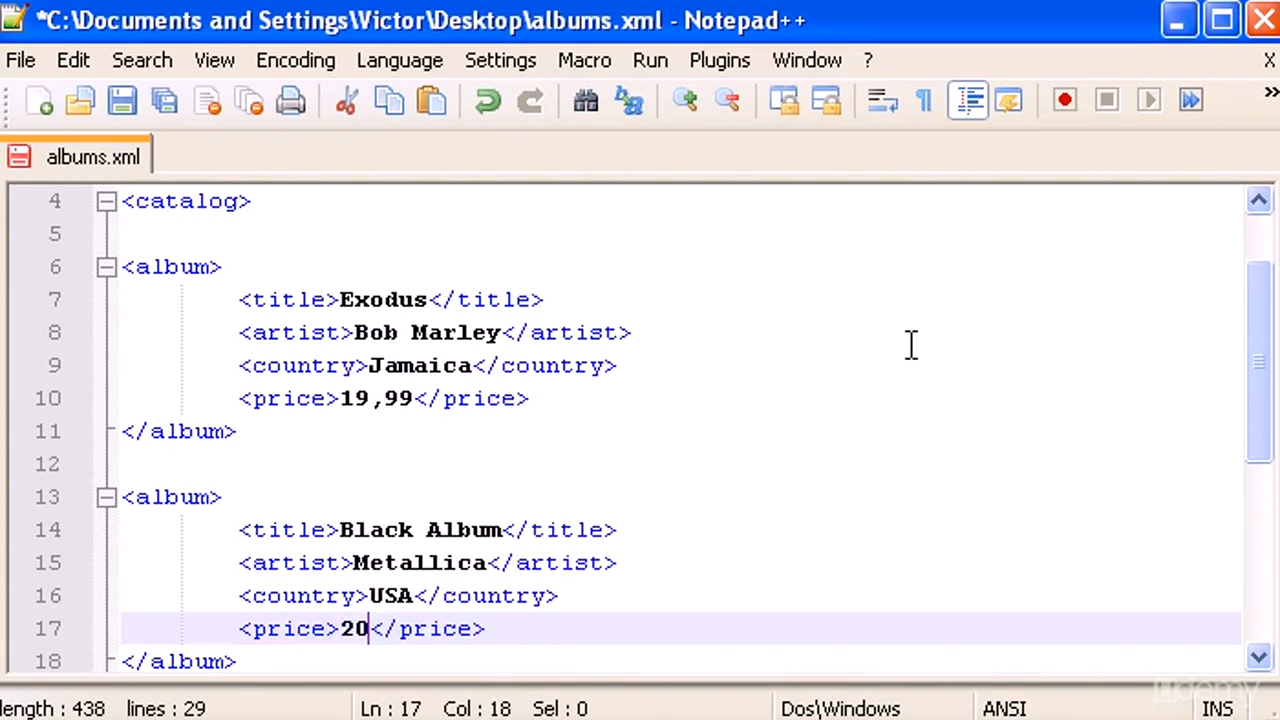 *C:\Documents and Settings\Victor\Desktop\albums.xml - Notepad++
File Edit Search View Encoding Language Settings Macro Run Plugins Window ? X
albums.xml
4 <catalog>
5
6 <album>
7 <title>Exodus</title>
8 <artist>Bob Marley</artist>
9 <country>Jamaica</country>
10 <price>19,99</price>
11 </album>
12
13 <album>
14 <title>Black Album</title>
15 <artist>Metallica</artist>
16 <country>USA</country>
17 <price>20</price>
18 </album>
length : 438 lines : 29 Ln : 17 Col : 18 Sel : 0 Dos\Windows ANSI INS
udemy